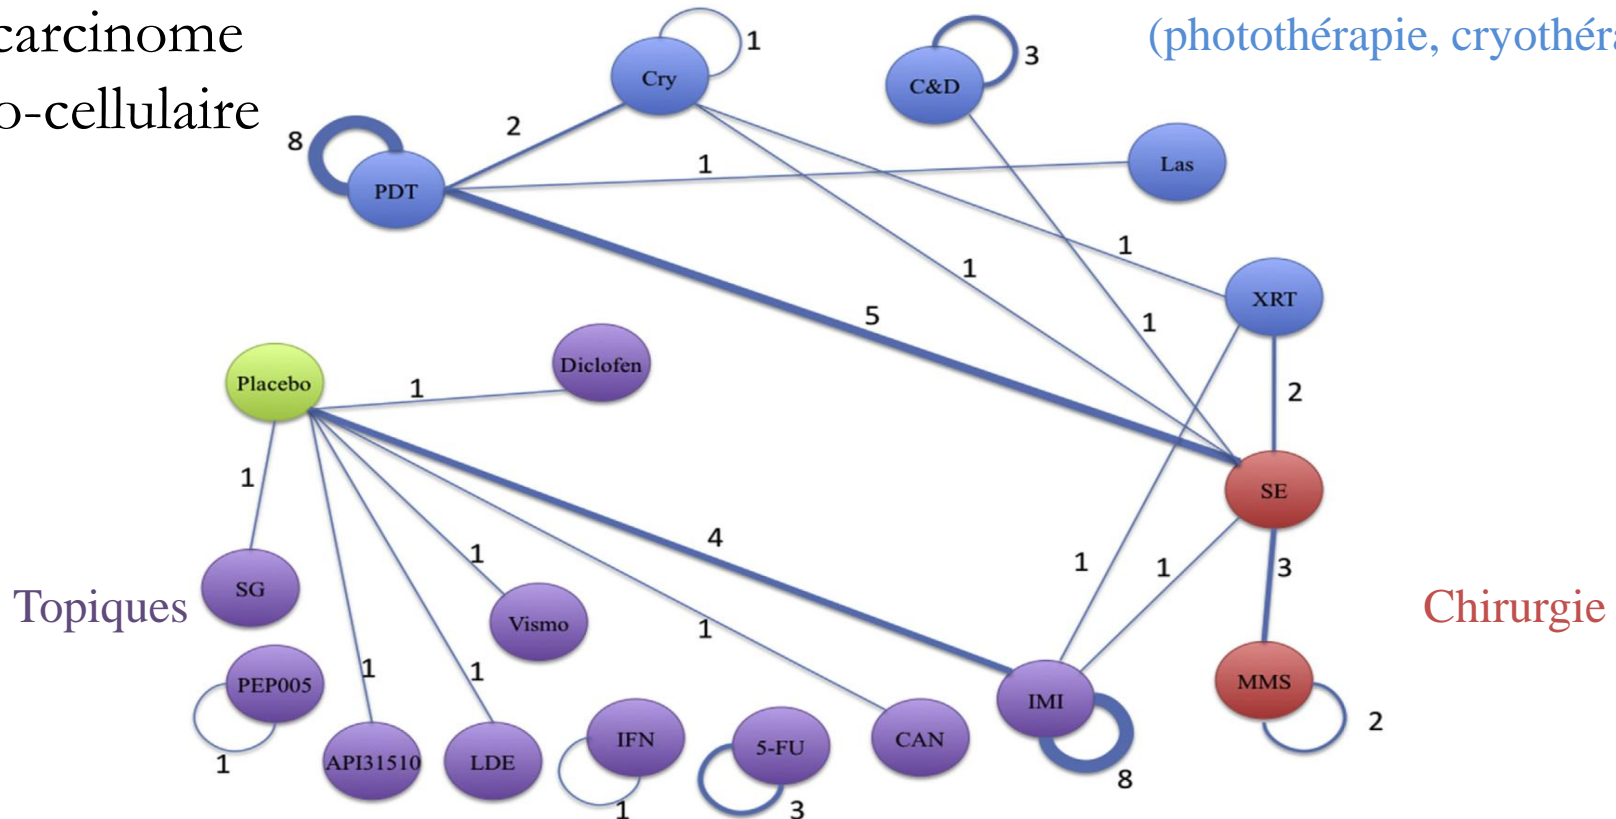 carcinome
o-cellulaire
(photothérapie, cryothéra
Cry
1
C&D
3
8
2
1
Las
PDT
1
1
XRT
5
1
Placebo
Diclofen
1
2
1
SE
4
1
1
1
3
SG
Topiques
Vismo
1
Chirurgie
PEP005
1
1
IMI
MMS
2
API31510
LDE
IFN
5-FU
CAN
1
1
3
8